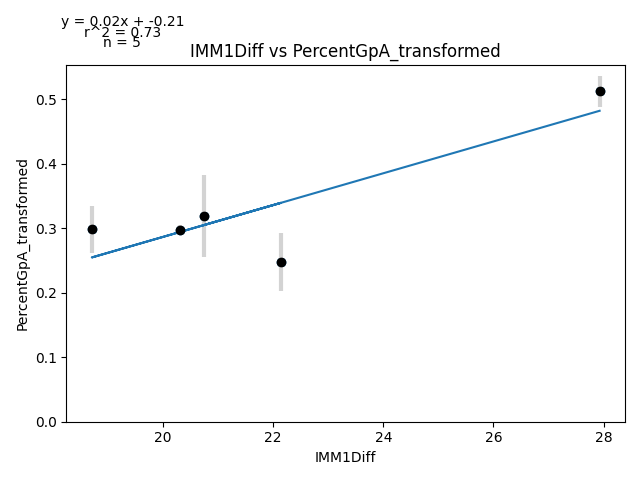 y = 0.02x + -0.21
r^2 = 0.73
n = 5
IMM1Diff vs PercentGpA_transformed
PercentGpA_transformed
0.5
0.4
0.3
0.2
0.1
0.0
20 22 24 26 28
IMM1Diff